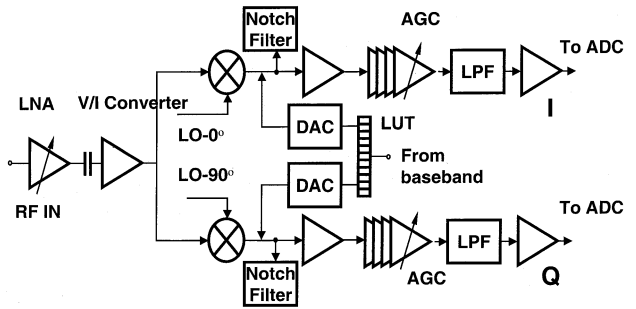 Notch
Filter
AGC
To ADC
LPF
I
LNA
V/I Converter
LO-0°
DAC
LUT
From
baseband
LO-90°
DAC
RF IN
To ADC
LPF
Notch
Filter
AGC
Q